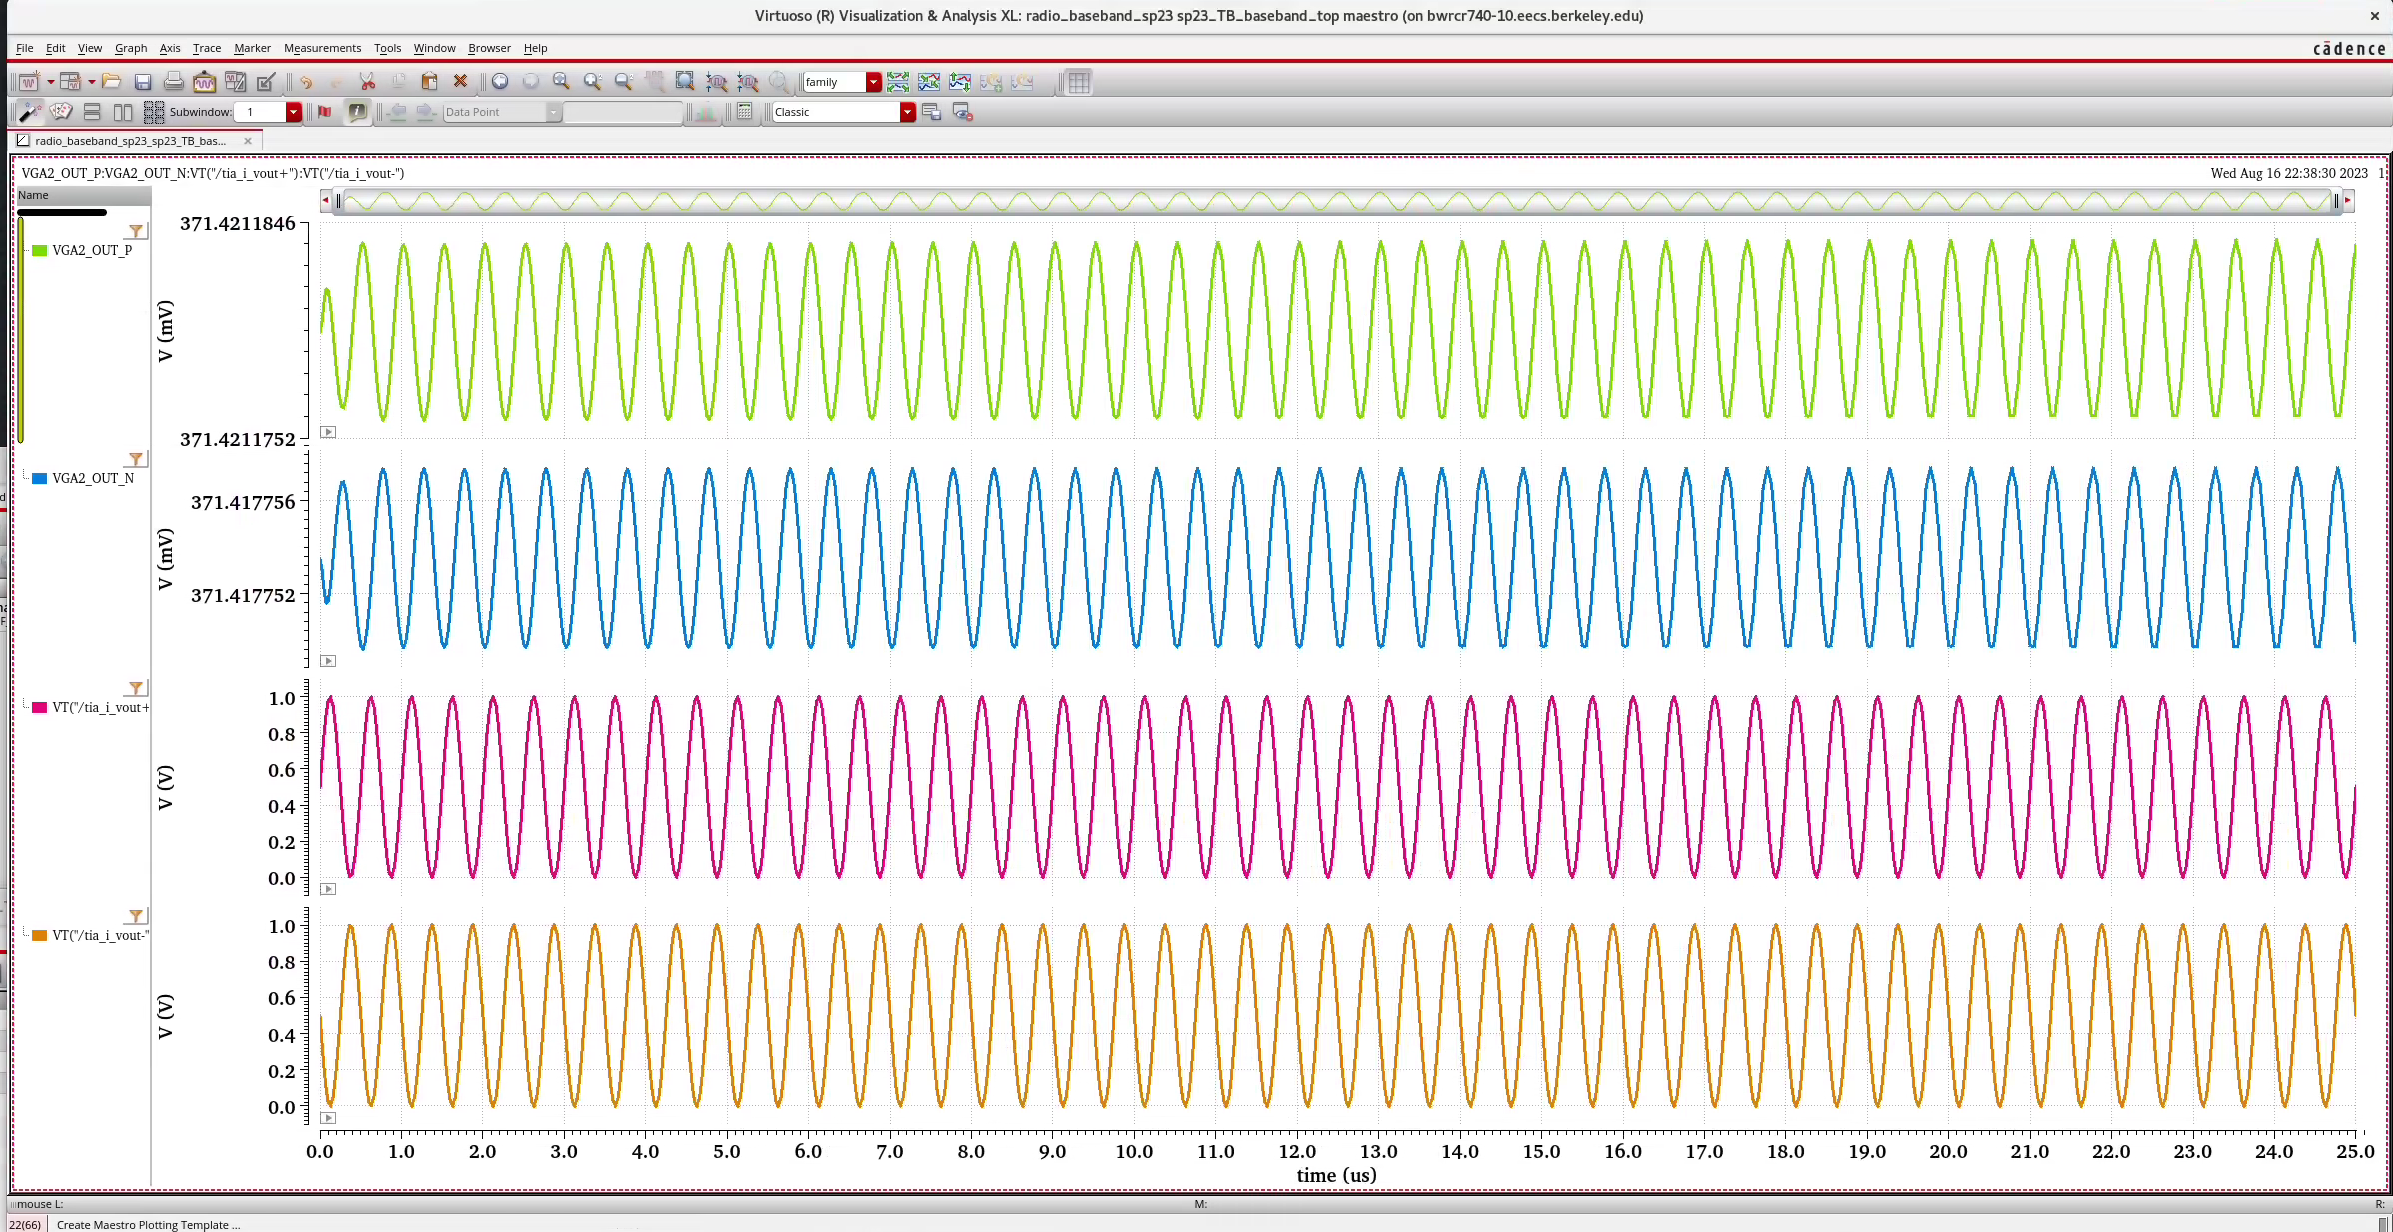 Virtuoso (R) Visualization & Analysis XL: radio_baseband_sp23 sp23_TB_baseband_top maestro (on bwrcr740-10.eecs.berkeley.edu)
File Edit View Graph Axis Trace Marker Measurements Tools Window Browser Help
cādence
family
Subwindow: 1 Data Point Classic
radio_baseband_sp23_sp23_TB_bas...
VGA2_OUT_P:VGA2_OUT_N:VT("/tia_i_vout+"):VT("/tia_i_vout-") Wed Aug 16 22:38:30 2023 1
Name
VGA2_OUT_P
V (mV)
371.4211846
371.4211752
VGA2_OUT_N
V (mV)
371.417756
371.417752
VT("/tia_i_vout+
V (V)
1.0
0.8
0.6
0.4
0.2
0.0
VT("/tia_i_vout-"
V (V)
1.0
0.8
0.6
0.4
0.2
0.0
0.0 1.0 2.0 3.0 4.0 5.0 6.0 7.0 8.0 9.0 10.0 11.0 12.0 13.0 14.0 15.0 16.0 17.0 18.0 19.0 20.0 21.0 22.0 23.0 24.0 25.0
time (us)
mouse L: M: R:
22(66) Create Maestro Plotting Template ...